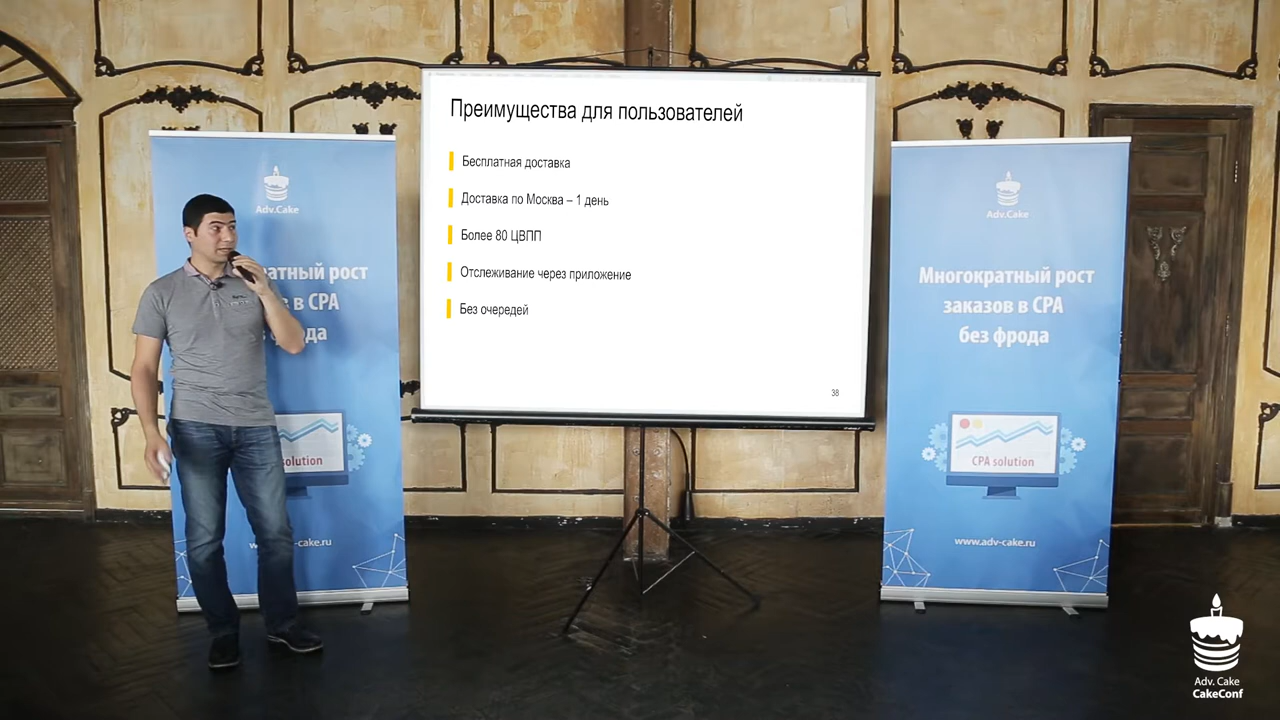 Преимущества для пользователей
Бесплатная доставка
Доставка по Москва – 1 день
Более 80 ЦВПП
Отслеживание через приложение
Без очередей
38
Adv.Cake
рост
в CPA
CPA solution
Adv.Cake
Многократный рост
заказов в CPA
без фрода
solution
www.adv-cake.ru
Adv. Cake
CakeConf